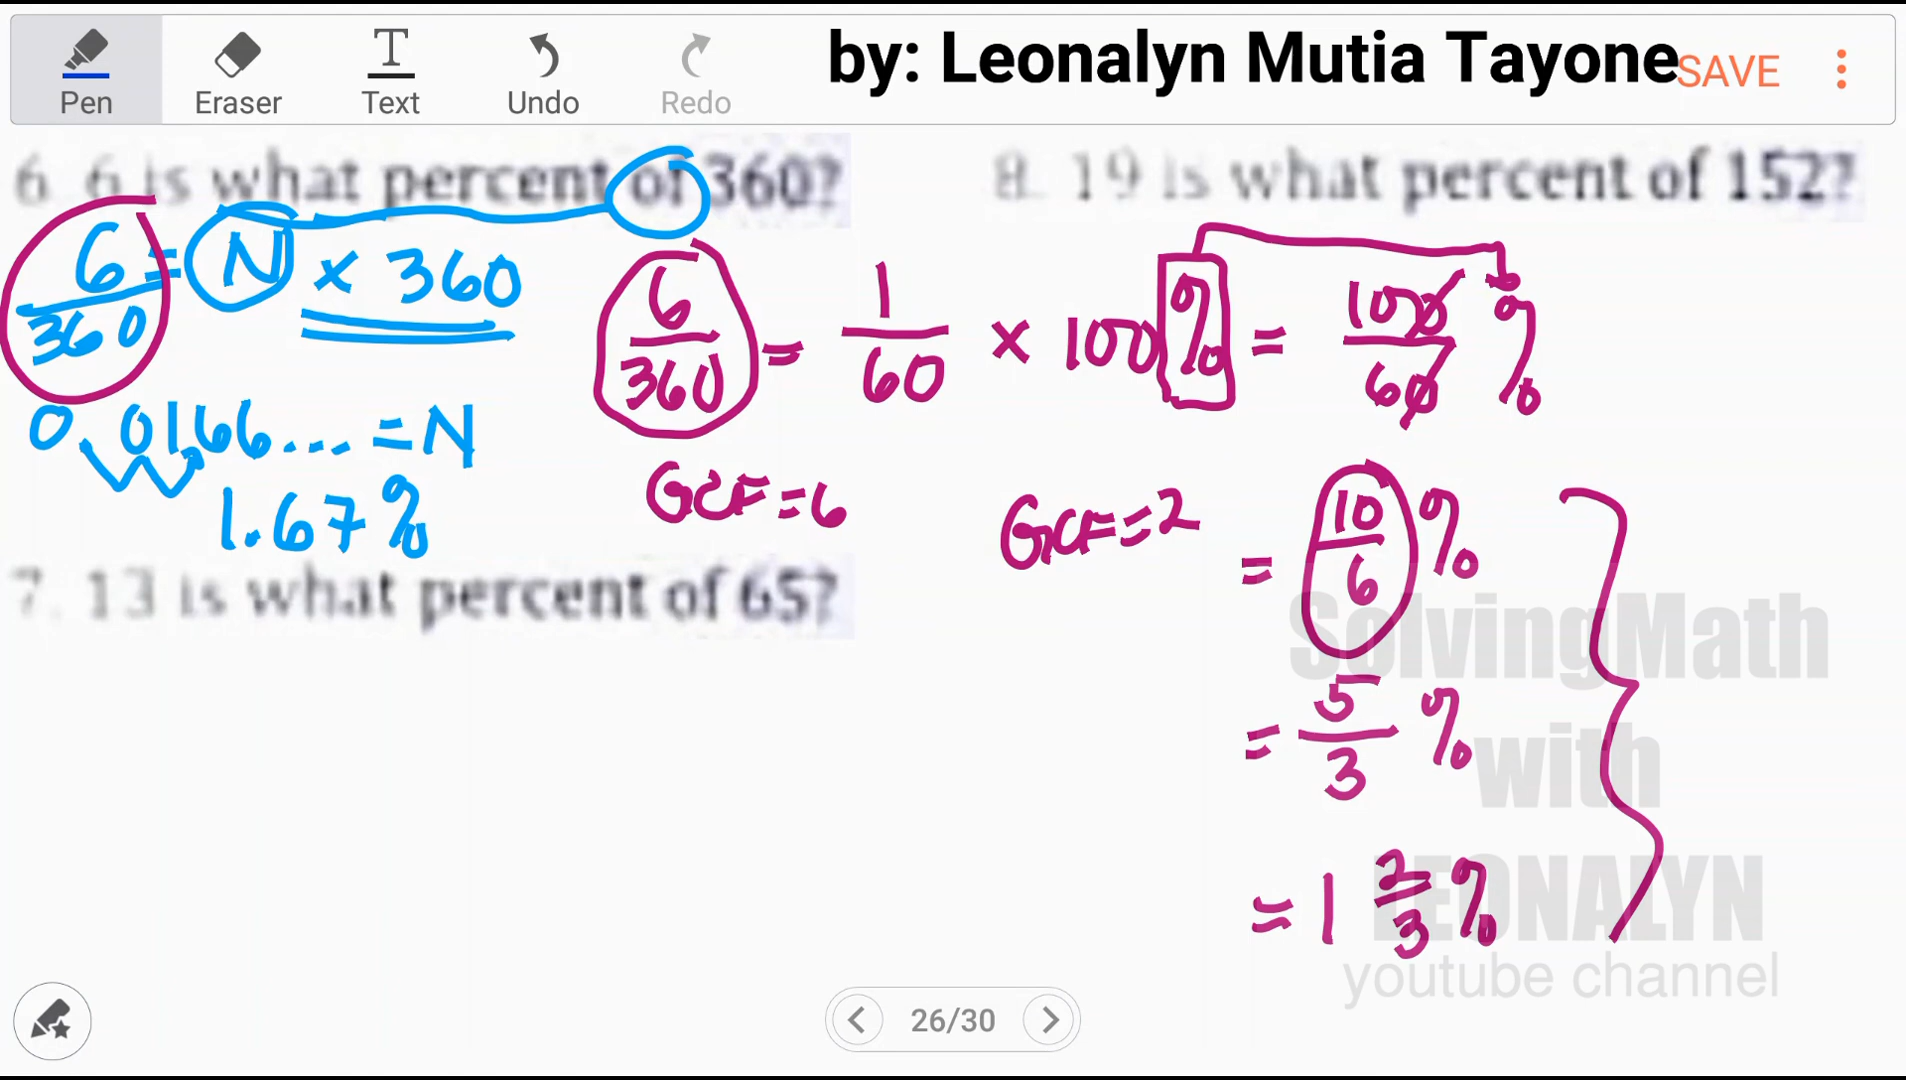 by: Leonalyn Mutia Tayone
SAVE
Pen
Eraser
Text
Undo
Redo
6. 6 is what percent of 360?
6/360 = N × 360
0.0166... = N
1.67%
6/360 = 1/60 × 100% = 100/60 %
GCF = 6
GCF = 2
= 10/6 %
= 5/3 %
= 1 2/3 %
7. 13 is what percent of 65?
8. 19 is what percent of 152?
SolvingMath
with
LEONALYN
youtube channel
26/30